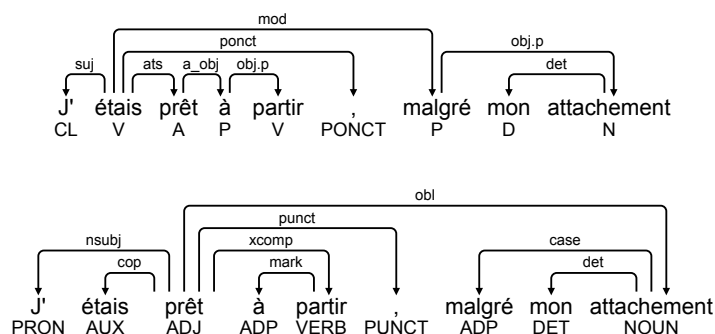 mod
ponct obj.p
suj ats a_obj obj.p det
J' étais prêt à partir , malgré mon attachement
CL V A P V PONCT P D N
obl
punct
nsubj xcomp case
cop mark det
J' étais prêt à partir , malgré mon attachement
PRON AUX ADJ ADP VERB PUNCT ADP DET NOUN